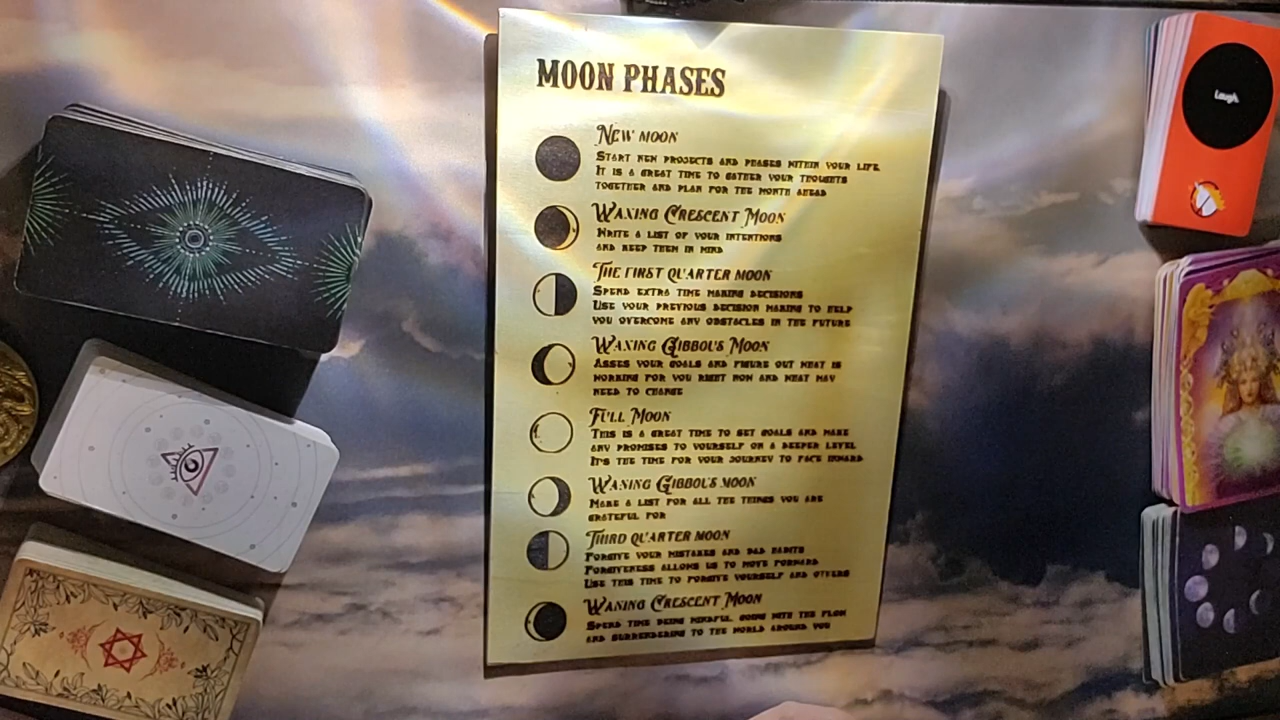 MOON PHASES
NEW MOON
START NEW PROJECTS AND PHASES WITHIN YOUR LIFE.
IT IS A GREAT TIME TO GATHER YOUR THOUGHTS
TOGETHER AND PLAN FOR THE MONTH AHEAD
WAXING CRESCENT MOON
WRITE A LIST OF YOUR INTENTIONS
AND KEEP THEM IN MIND
THE FIRST QUARTER MOON
SPEND EXTRA TIME MAKING DECISIONS
USE YOUR PREVIOUS DECISION MAKING TO HELP
YOU OVERCOME ANY OBSTACLES IN THE FUTURE
WAXING GIBBOUS MOON
ASSES YOUR GOALS AND FIGURE OUT WHAT IS
WORKING FOR YOU RIGHT NOW AND WHAT MAY
NEED TO CHANGE
FULL MOON
THIS IS A GREAT TIME TO SET GOALS AND MAKE
ANY PROMISES TO YOURSELF ON A DEEPER LEVEL
IT'S THE TIME FOR YOUR JOURNEY TO FACE INWARD
WANING GIBBOUS MOON
MAKE A LIST FOR ALL THE THINGS YOU ARE
GRATEFUL FOR
THIRD QUARTER MOON
FORGIVE YOUR MISTAKES AND BAD HABITS
FORGIVENESS ALLOWS US TO MOVE FORWARD
USE THIS TIME TO FORGIVE YOURSELF AND OTHERS
WANING CRESCENT MOON
SPEND TIME BEING MINDFUL, GOING WITH THE FLOW
AND SURRENDERING TO THE WORLD AROUND YOU
Laugh.